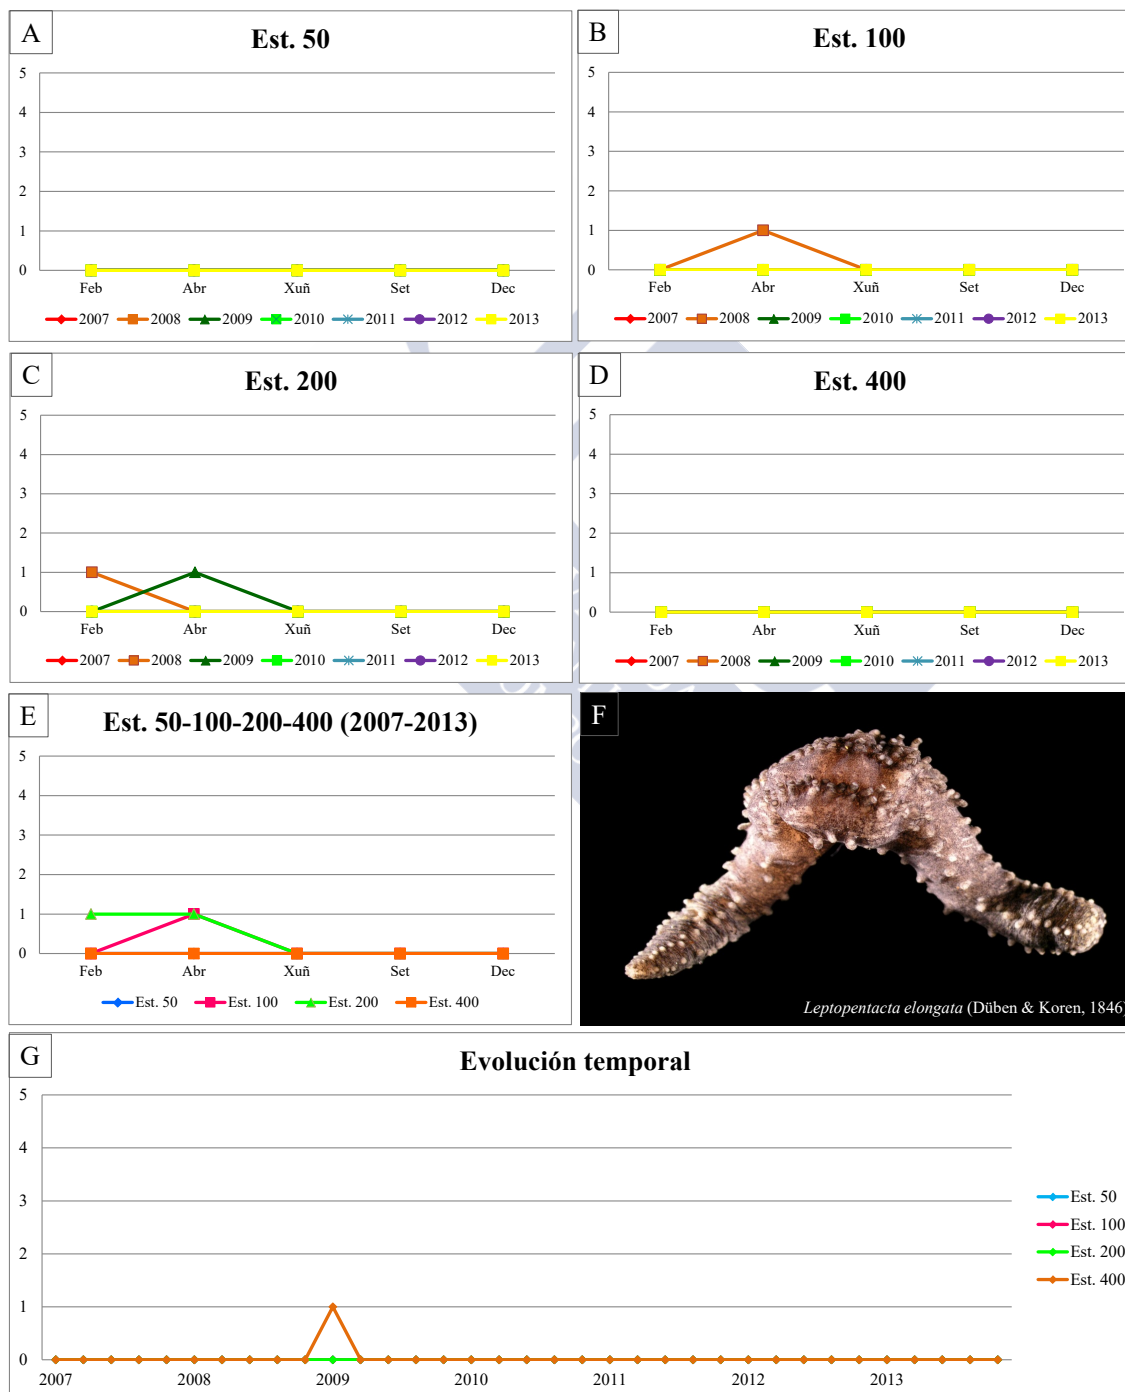 A
Est. 50
5
4
3
2
1
0
Feb Abr Xuñ Set Dec
2007 2008 2009 2010 2011 2012 2013
B
Est. 100
5
4
3
2
1
0
Feb Abr Xuñ Set Dec
2007 2008 2009 2010 2011 2012 2013
C
Est. 200
5
4
3
2
1
0
Feb Abr Xuñ Set Dec
2007 2008 2009 2010 2011 2012 2013
D
Est. 400
5
4
3
2
1
0
Feb Abr Xuñ Set Dec
2007 2008 2009 2010 2011 2012 2013
E
Est. 50-100-200-400 (2007-2013)
5
4
3
2
1
0
Feb Abr Xuñ Set Dec
Est. 50 Est. 100 Est. 200 Est. 400
F
Leptopentacta elongata (Düben & Koren, 1846)
G
Evolución temporal
5
4
3
2
1
0
2007 2008 2009 2010 2011 2012 2013
Est. 50
Est. 100
Est. 200
Est. 400